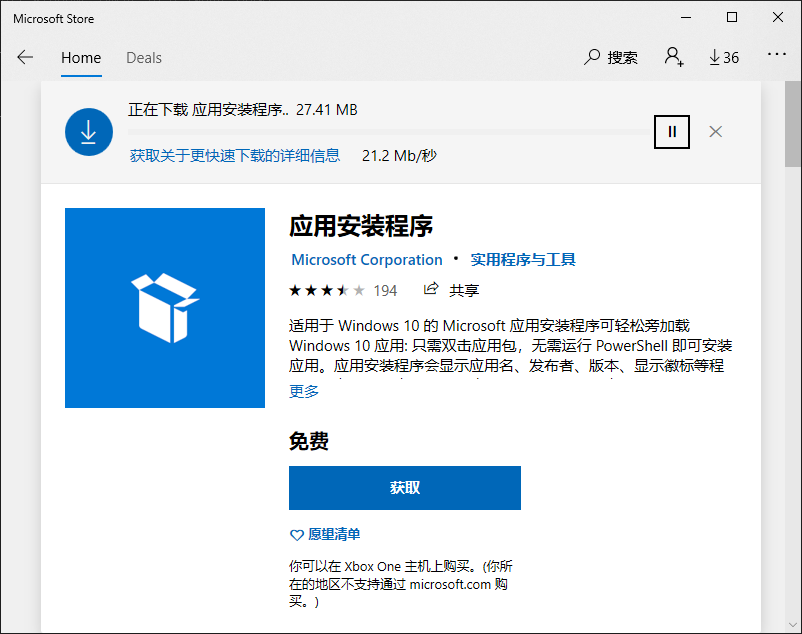 Microsoft Store
Home Deals 搜索 36
正在下载 应用安装程序.. 27.41 MB
获取关于更快速下载的详细信息 21.2 Mb/秒
应用安装程序
Microsoft Corporation • 实用程序与工具
194 共享
适用于 Windows 10 的 Microsoft 应用安装程序可轻松旁加载
Windows 10 应用: 只需双击应用包，无需运行 PowerShell 即可安装
应用。应用安装程序会显示应用名、发布者、版本、显示徽标等程
更多
免费
获取
愿望清单
你可以在 Xbox One 主机上购买。(你所
在的地区不支持通过 microsoft.com 购
买。)